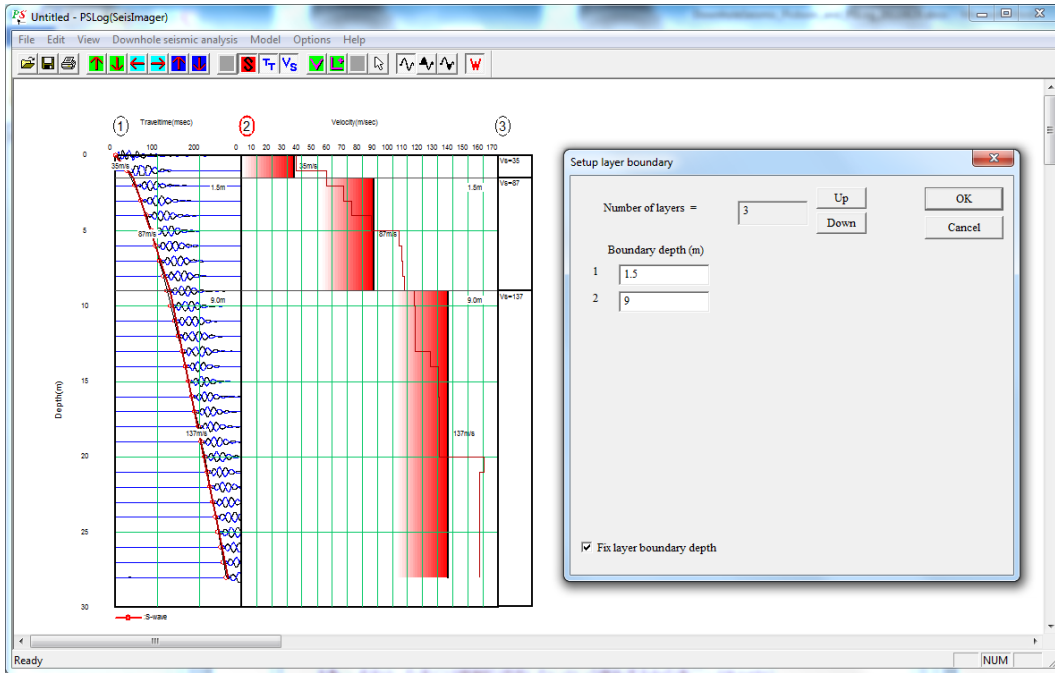 Untitled - PSLog(SeisImager)
File Edit View Downhole seismic analysis Model Options Help
S TT VS W
1 Traveltime(msec) 2 Velocity(m/sec) 3
0 100 200 0 10 20 30 40 50 60 70 80 90 100 110 120 130 140 150 160 170
0
35m/s 35m/s Vs=35
1.5m 1.5m Vs=87
5
87m/s 87m/s
9.0m 9.0m Vs=137
10
15
Depth(m)
137m/s 137m/s
20
25
30
S-wave
Setup layer boundary
Number of layers = 3 Up OK
Down Cancel
Boundary depth (m)
1 1.5
2 9
Fix layer boundary depth
Ready NUM